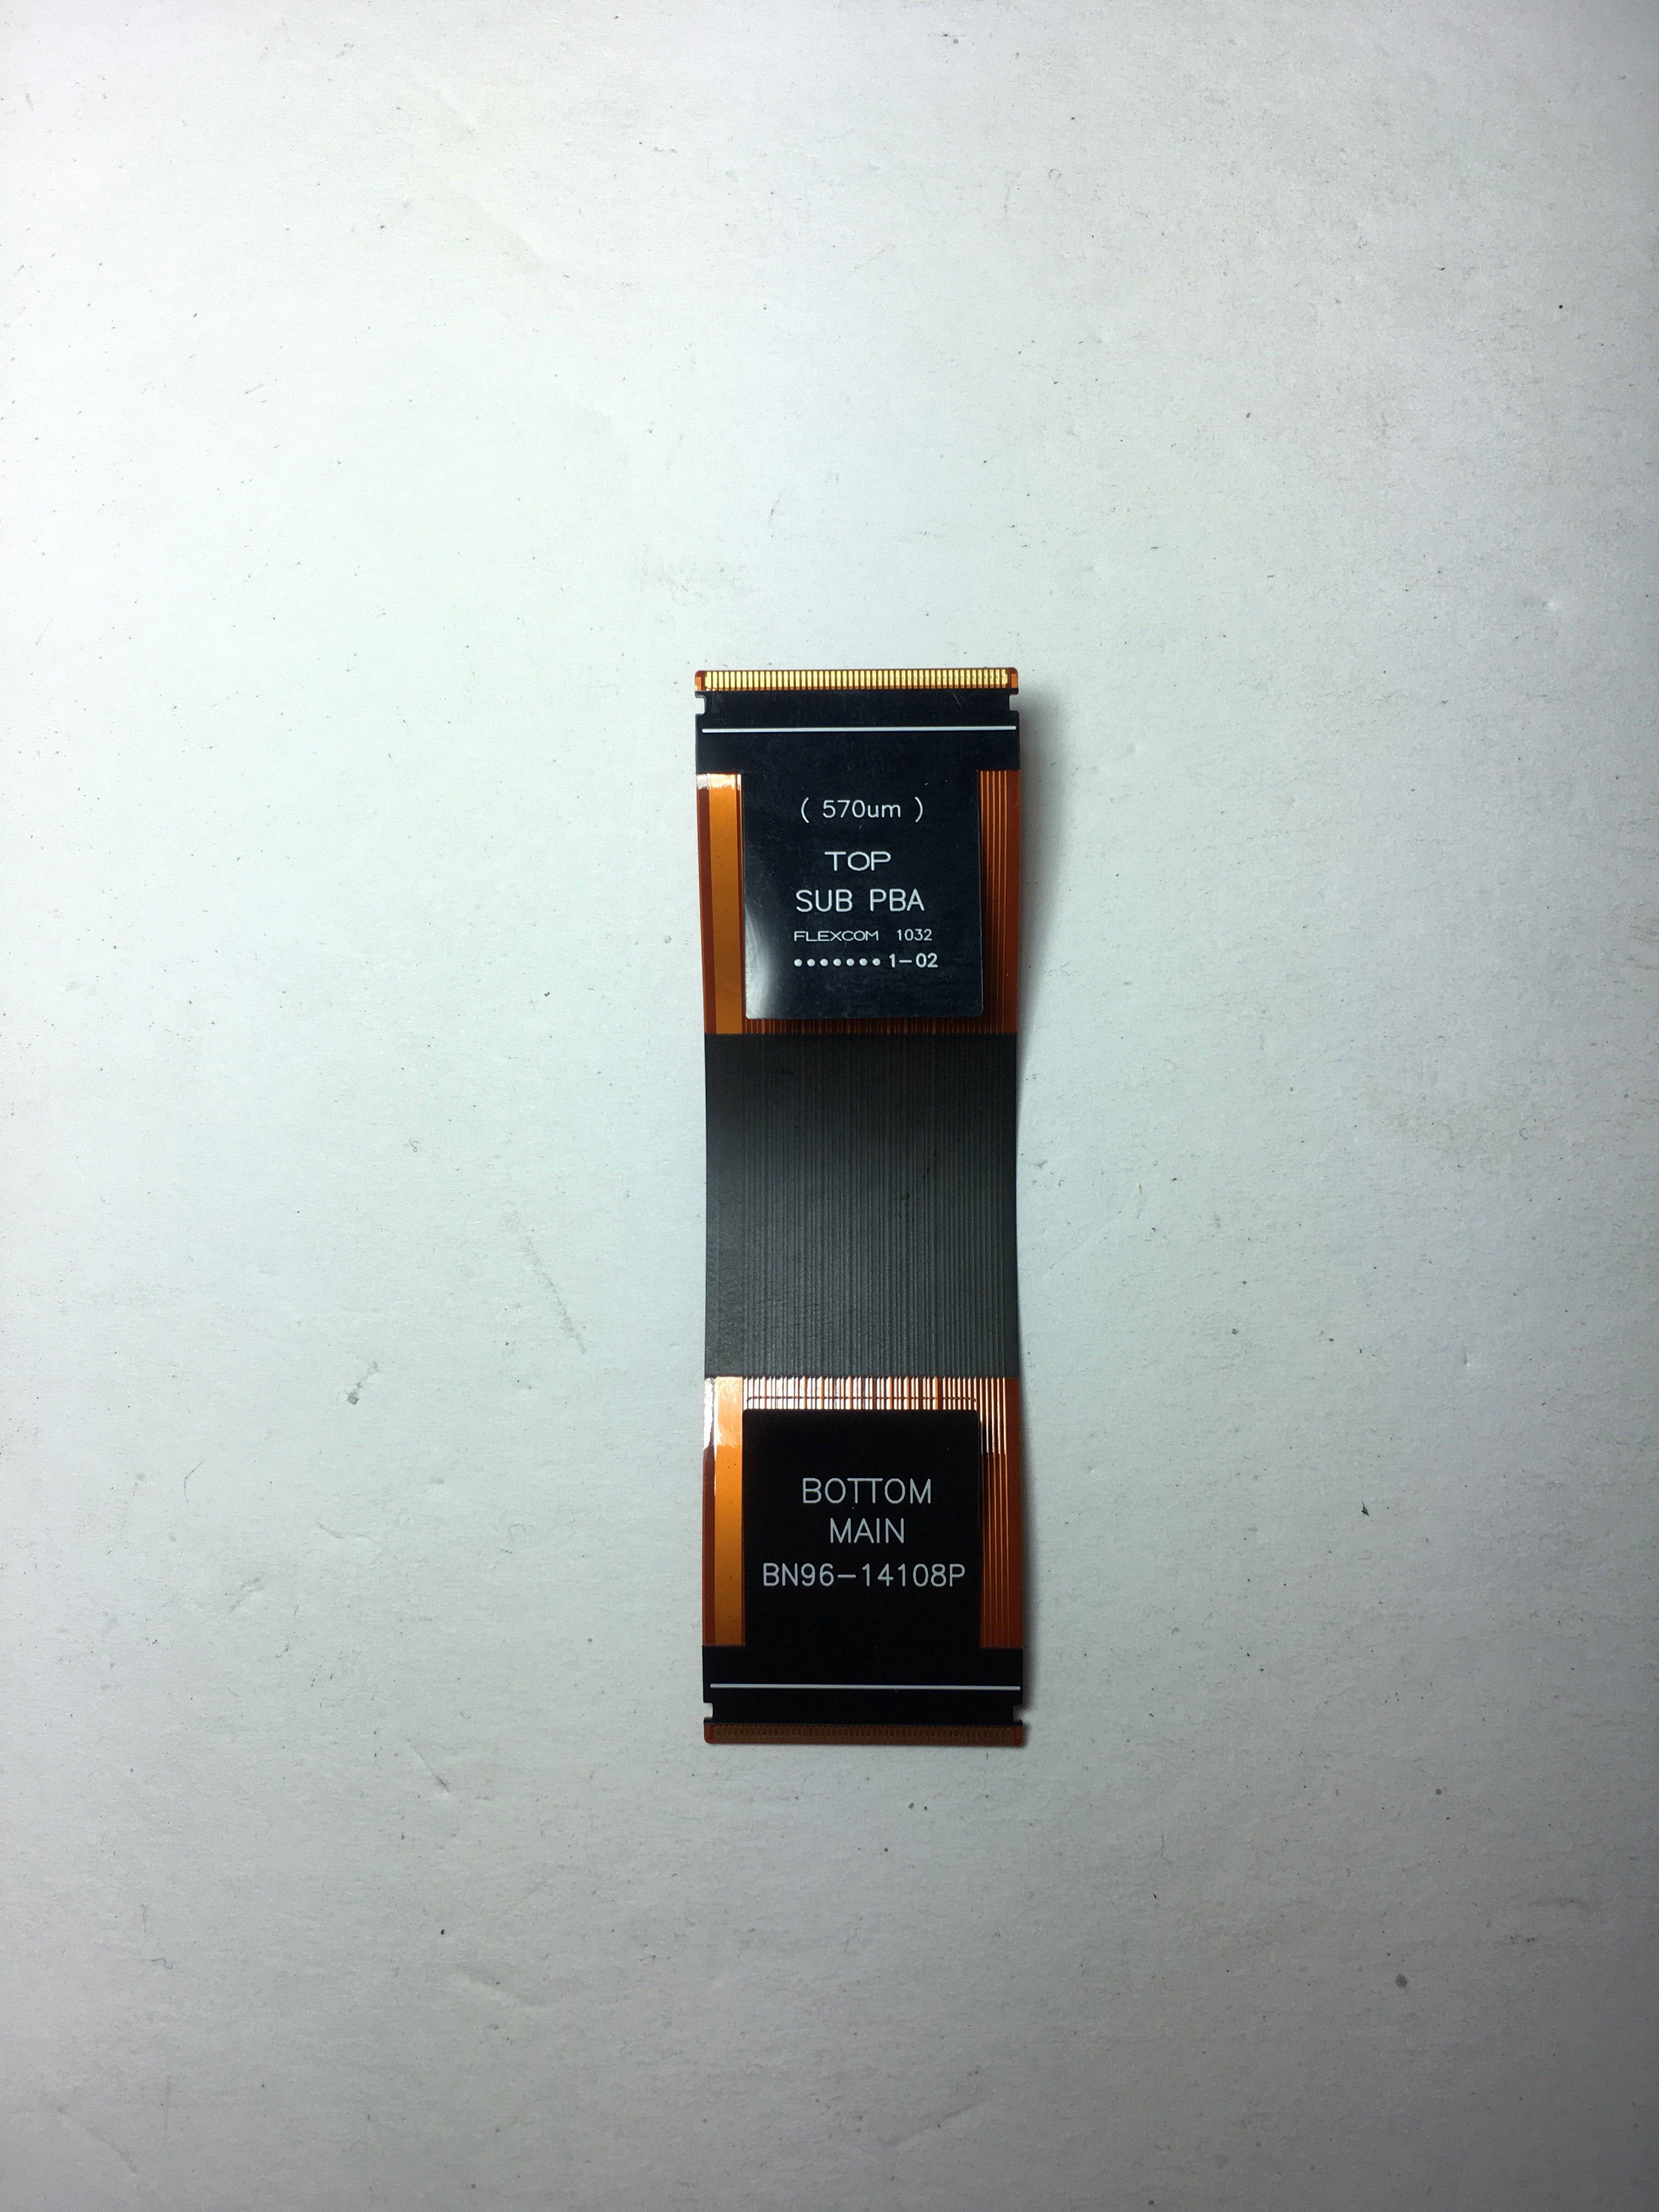 ( 570um )
TOP
SUB PBA
FLEXCOM 1032
•••••••1-02
BOTTOM
MAIN
BN96-14108P